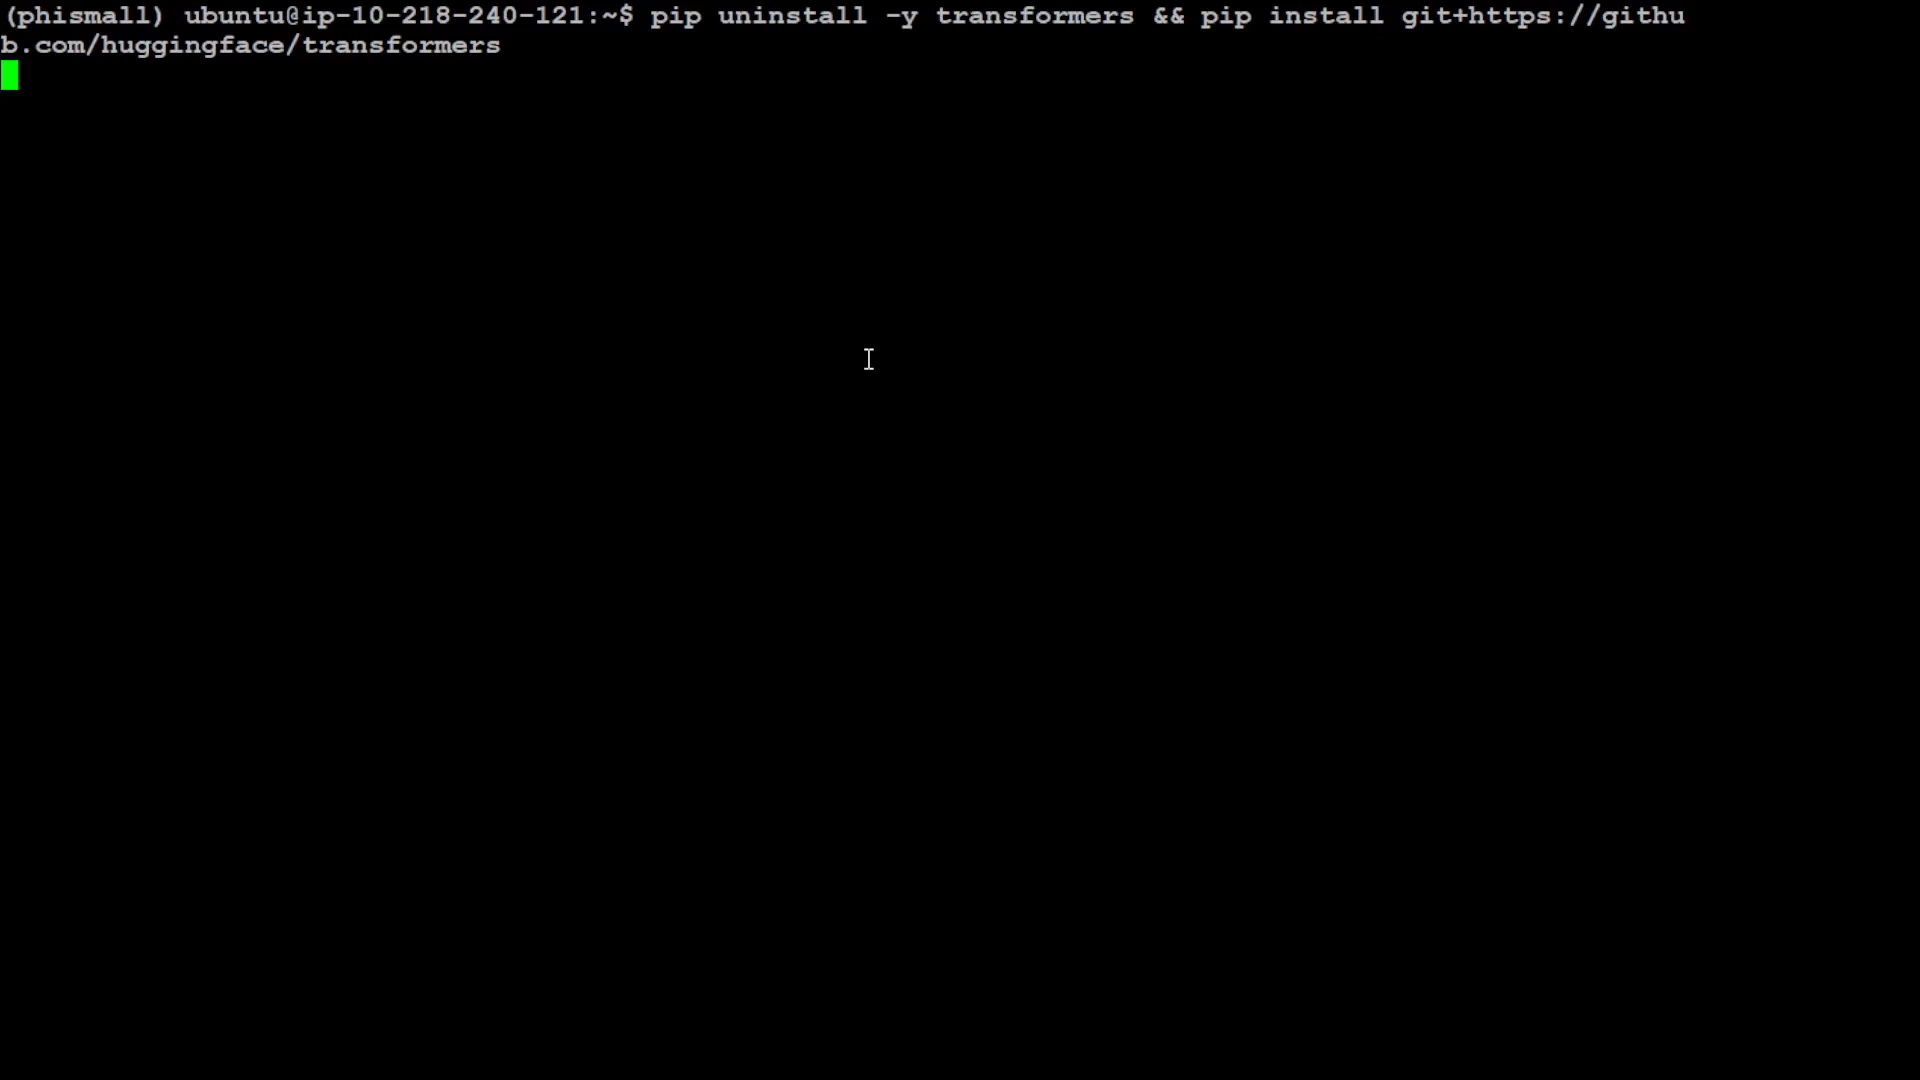 (phismall) ubuntu@ip-10-218-240-121:~$ pip uninstall -y transformers && pip install git+https://githu
b.com/huggingface/transformers